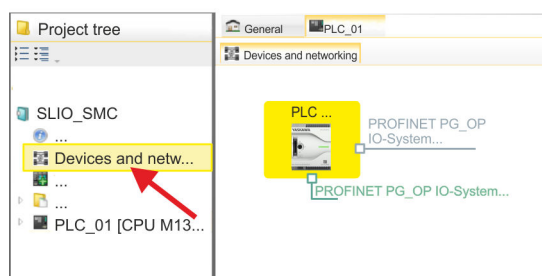 Project tree
SLIO_SMC
...
Devices and netw...
...
...
PLC_01 [CPU M13...
General
PLC_01
Devices and networking
PLC ...
YASKAWA
PROFINET PG_OP
IO-System...
PROFINET PG_OP IO-System...